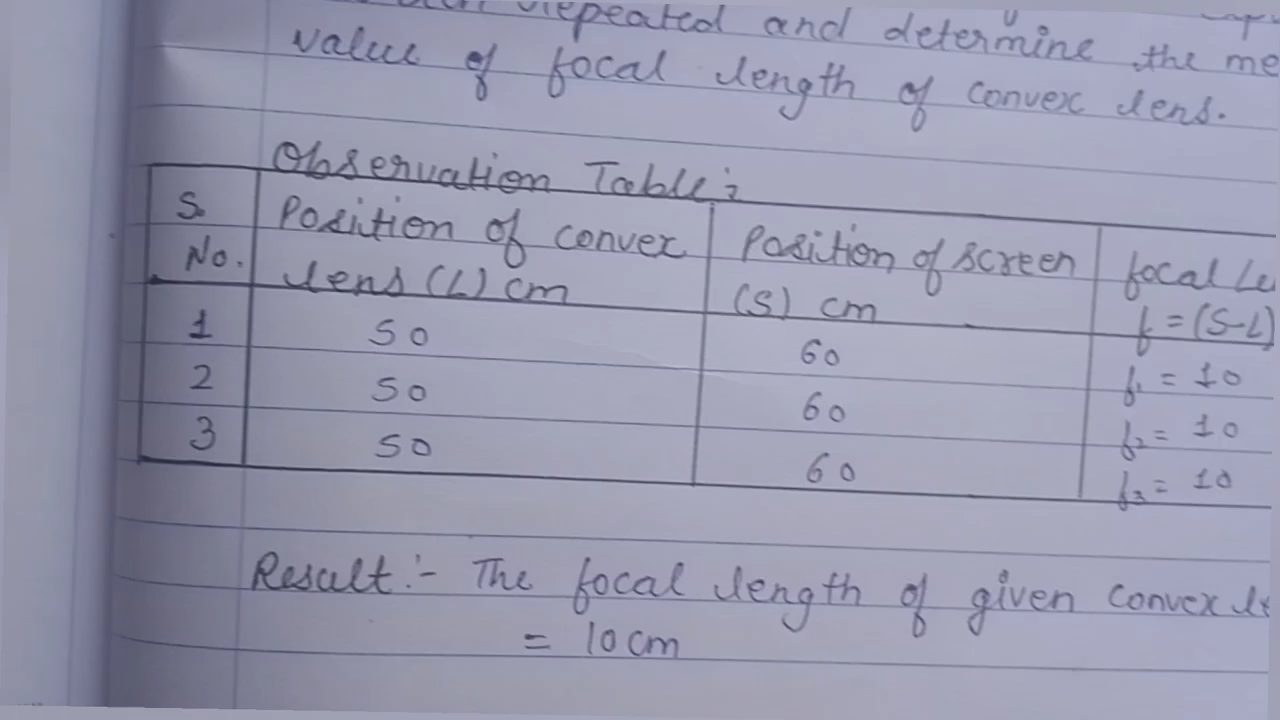 repeated and determine the me
value of focal length of convex lens.
Observation Table :
S. No. | Position of convex lens (L) cm | Position of screen (S) cm | focal Le f = (S-L)
1 | 50 | 60 | f₁ = 10
2 | 50 | 60 | f₂ = 10
3 | 50 | 60 | f₃ = 10
Result :- The focal length of given convex le
= 10 cm